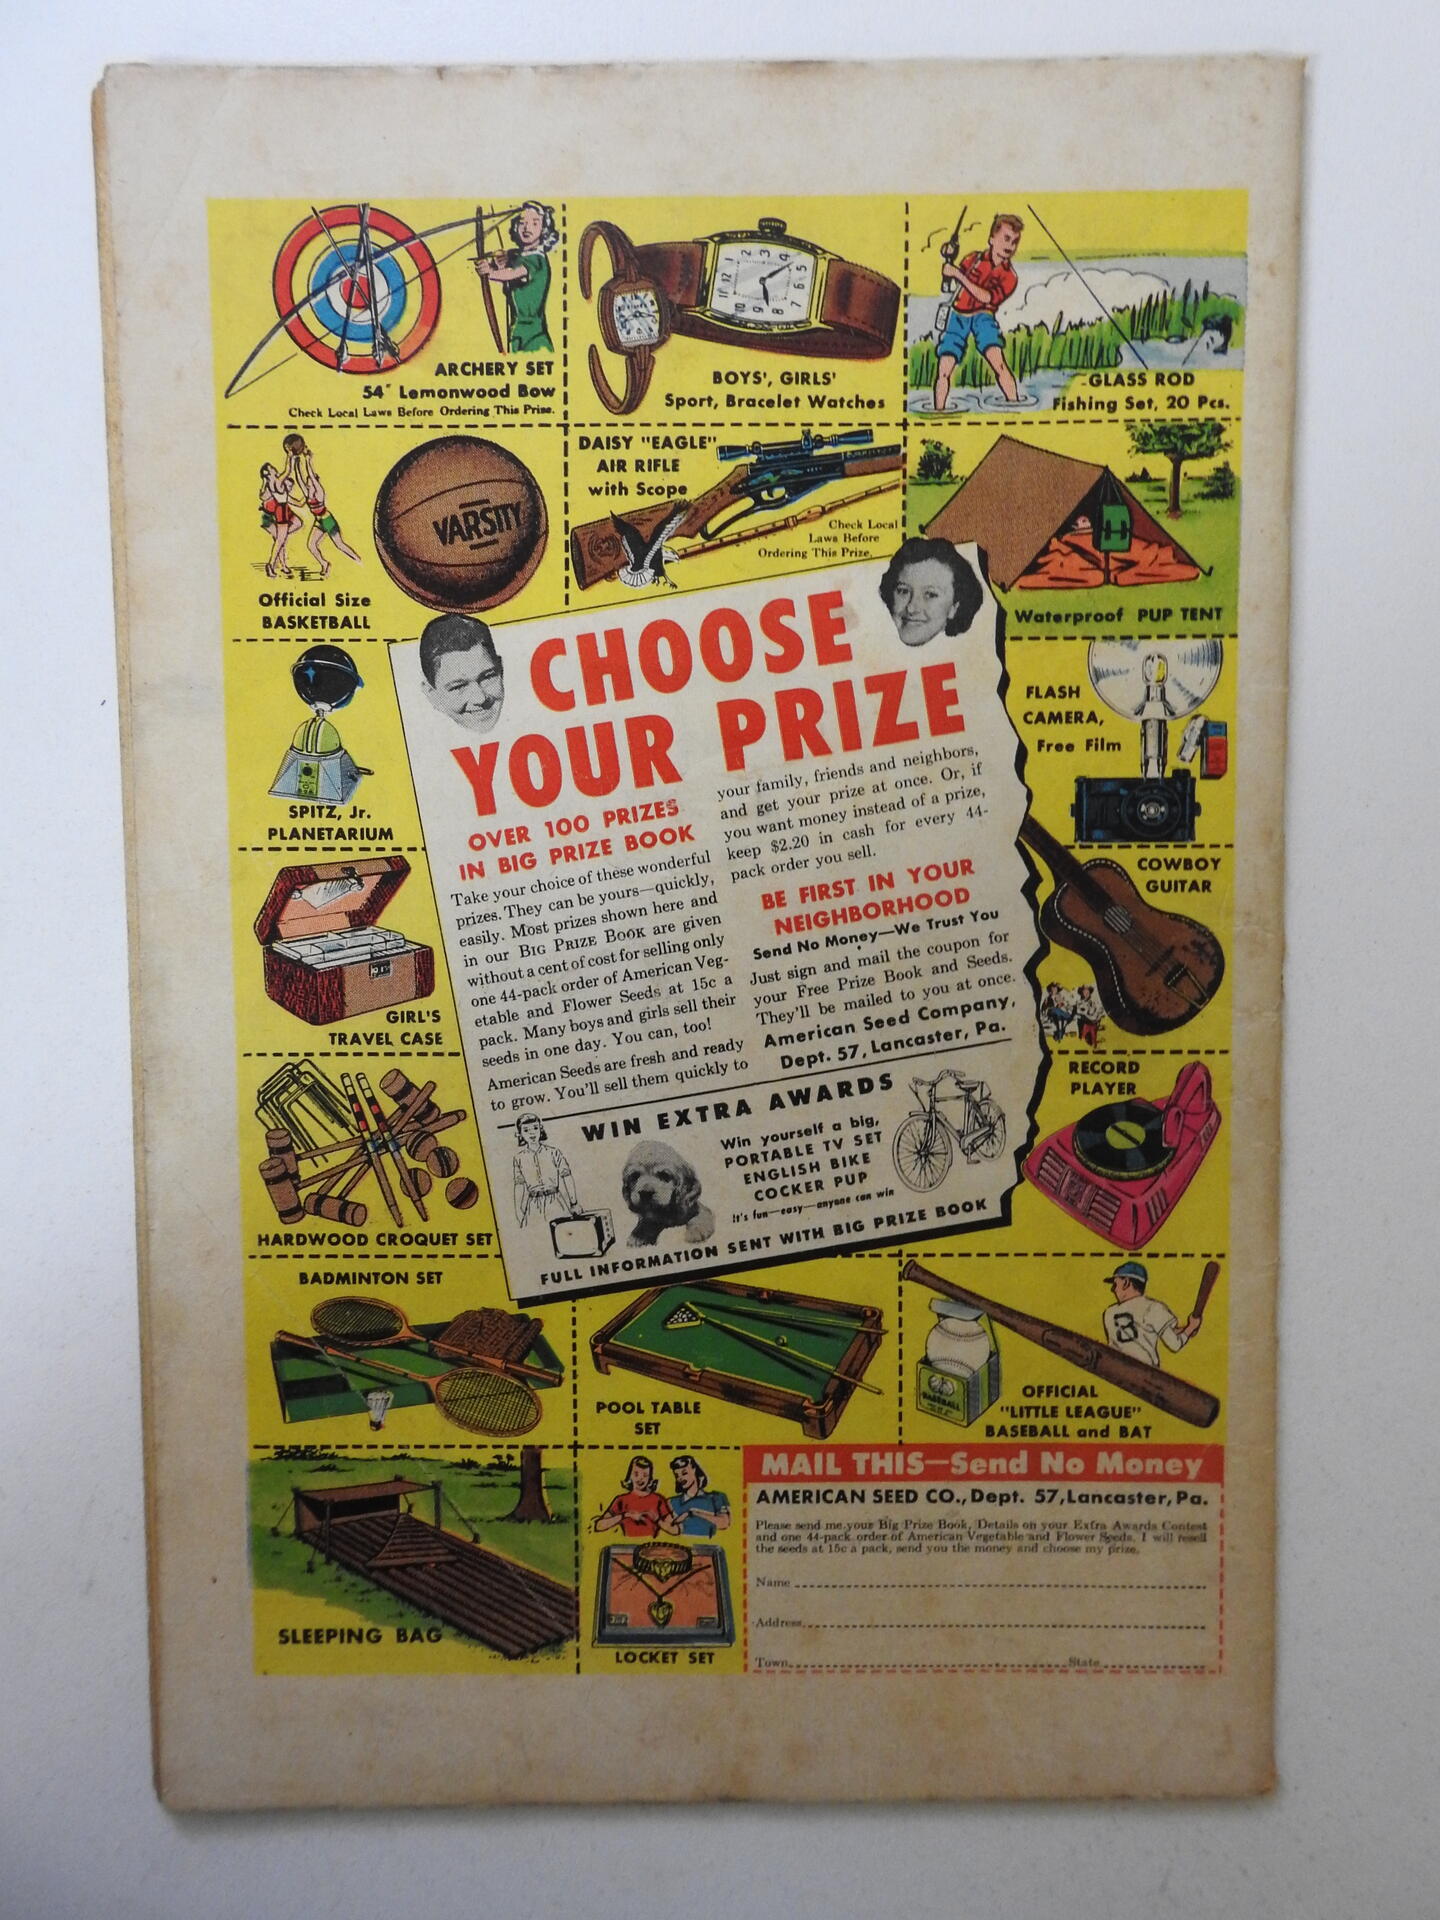 ARCHERY SET
54" Lemonwood Bow
Check Local Laws Before Ordering This Prize.
BOYS', GIRLS'
Sport, Bracelet Watches
GLASS ROD
Fishing Set, 20 Pcs.
VARSITY
Official Size
BASKETBALL
DAISY "EAGLE"
AIR RIFLE
with Scope
Check Local
Laws Before
Ordering This Prize.
Waterproof PUP TENT
SPITZ, Jr.
PLANETARIUM
FLASH
CAMERA,
Free Film
CHOOSE
YOUR PRIZE
OVER 100 PRIZES
IN BIG PRIZE BOOK
Take your choice of these wonderful
prizes. They can be yours—quickly,
easily. Most prizes shown here and
in our BIG PRIZE BOOK are given
without a cent of cost for selling only
one 44-pack order of American Veg-
etable and Flower Seeds at 15c a
pack. Many boys and girls sell their
seeds in one day. You can, too!
American Seeds are fresh and ready
to grow. You'll sell them quickly to
your family, friends and neighbors,
and get your prize at once. Or, if
you want money instead of a prize,
keep $2.20 in cash for every 44-
pack order you sell.
BE FIRST IN YOUR
NEIGHBORHOOD
Send No Money—We Trust You
Just sign and mail the coupon for
your Free Prize Book and Seeds.
They'll be mailed to you at once.
American Seed Company,
Dept. 57, Lancaster, Pa.
WIN EXTRA AWARDS
Win yourself a big,
PORTABLE TV SET
ENGLISH BIKE
COCKER PUP
It's fun—easy—anyone can win
FULL INFORMATION SENT WITH BIG PRIZE BOOK
GIRL'S
TRAVEL CASE
COWBOY
GUITAR
HARDWOOD CROQUET SET
RECORD
PLAYER
BADMINTON SET
POOL TABLE
SET
BASEBALL
8
OFFICIAL
"LITTLE LEAGUE"
BASEBALL and BAT
SLEEPING BAG
LOCKET SET
MAIL THIS—Send No Money
AMERICAN SEED CO., Dept. 57, Lancaster, Pa.
Please send me your Big Prize Book, Details on your Extra Awards Contest
and one 44-pack order of American Vegetable and Flower Seeds. I will resell
the seeds at 15c a pack, send you the money and choose my prize.
Name
Address
Town State